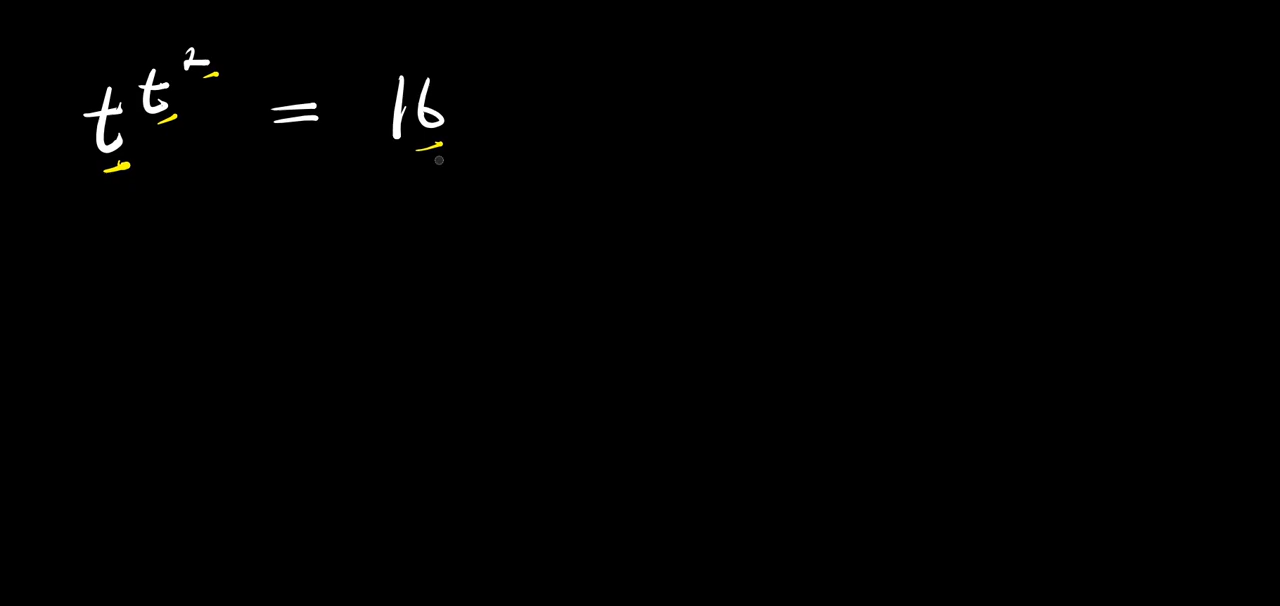 t^{t^2} = 16